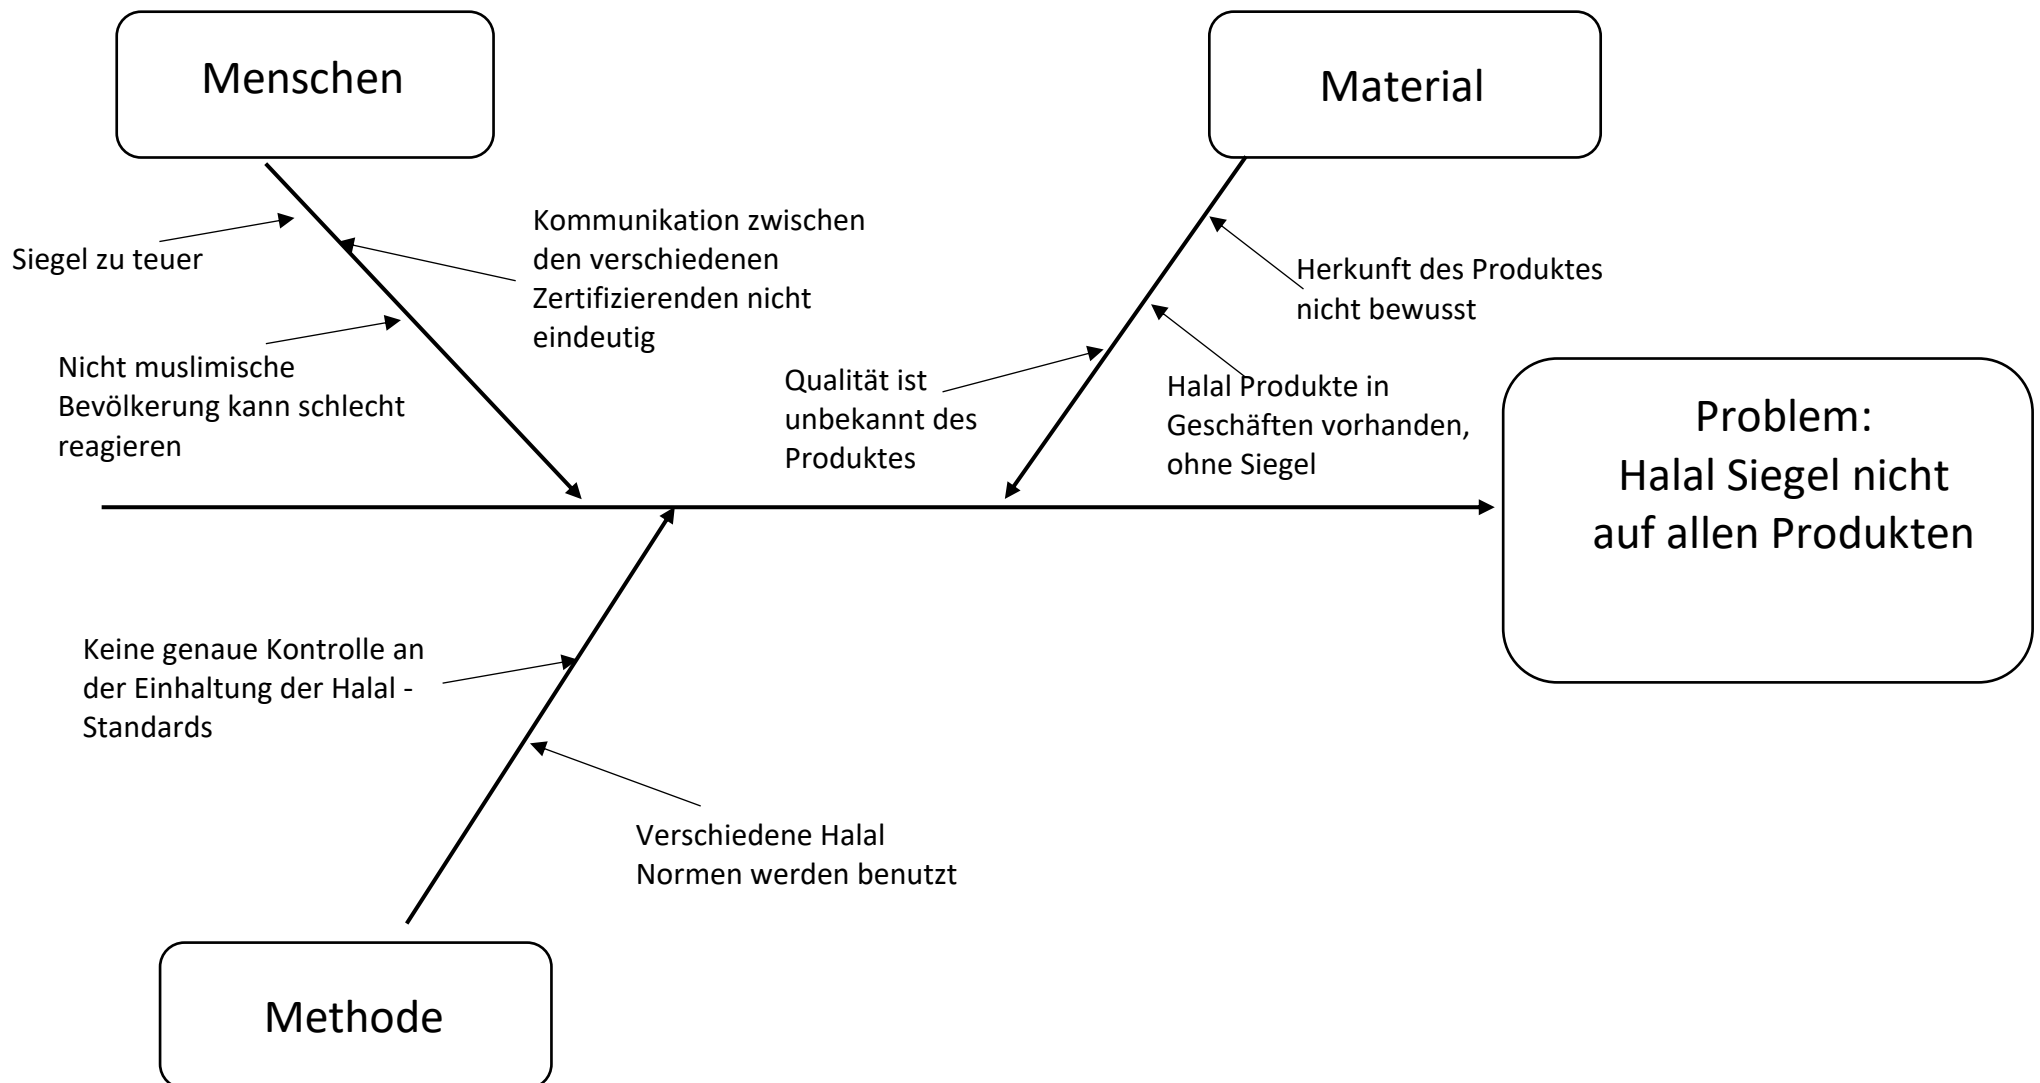 Menschen
Material
Siegel zu teuer
Kommunikation zwischen
den verschiedenen
Zertifizierenden nicht
eindeutig
Nicht muslimische
Bevölkerung kann schlecht
reagieren
Herkunft des Produktes
nicht bewusst
Qualität ist
unbekannt des
Produktes
Halal Produkte in
Geschäften vorhanden,
ohne Siegel
Problem:
Halal Siegel nicht
auf allen Produkten
Keine genaue Kontrolle an
der Einhaltung der Halal -
Standards
Verschiedene Halal
Normen werden benutzt
Methode